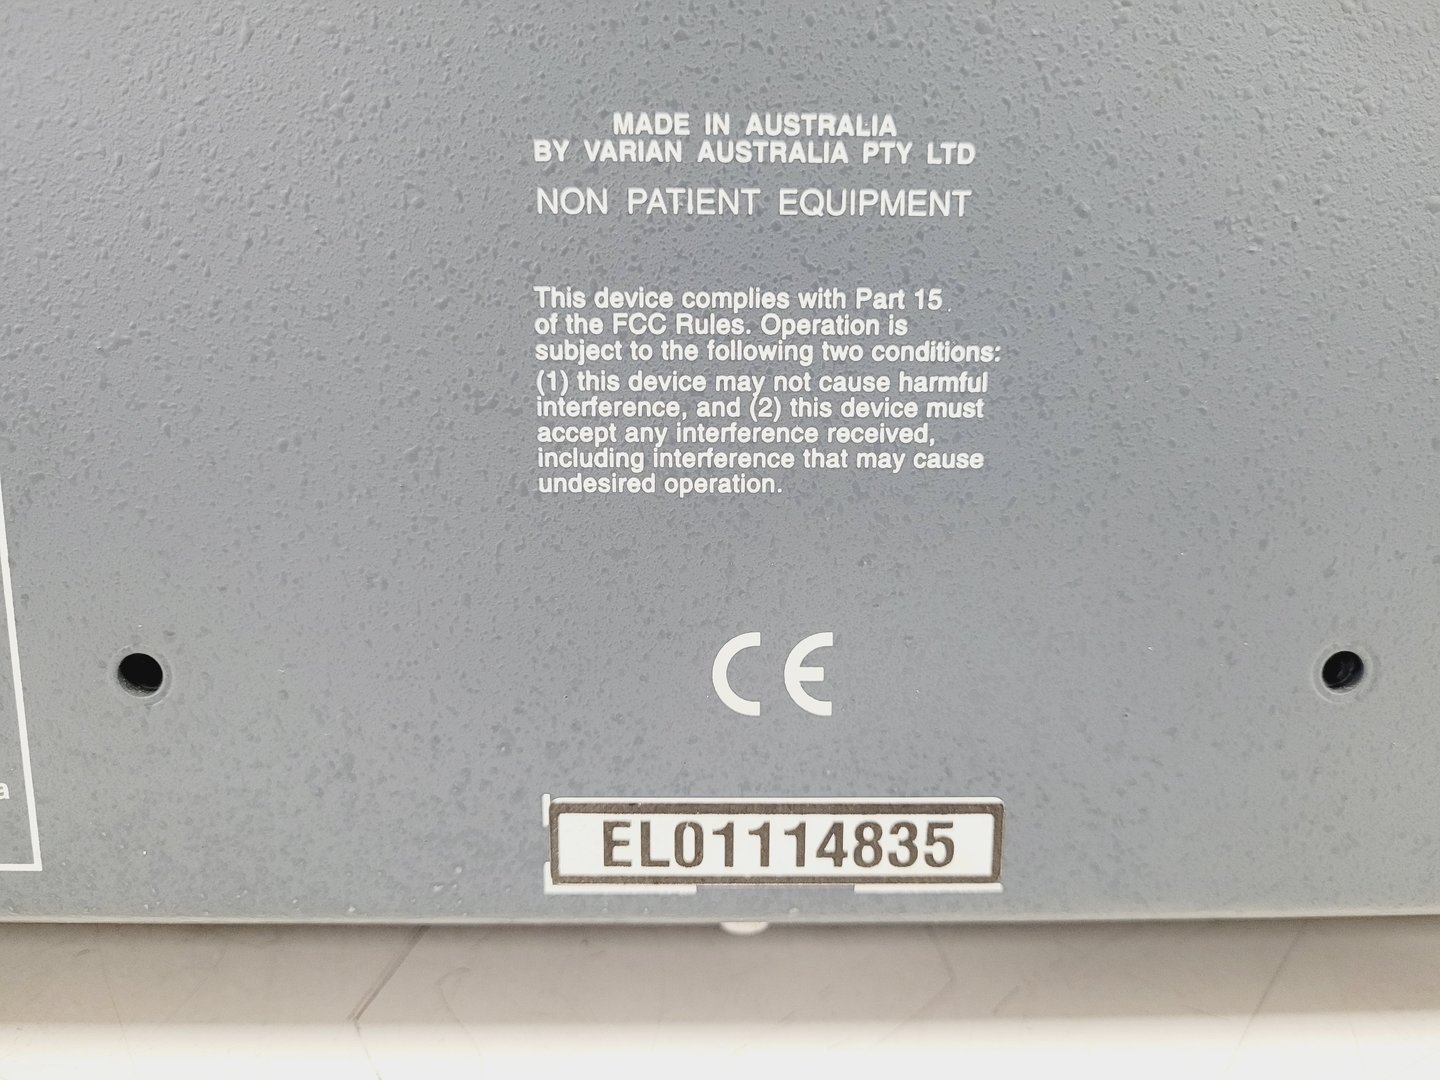 MADE IN AUSTRALIA
BY VARIAN AUSTRALIA PTY LTD
NON PATIENT EQUIPMENT
This device complies with Part 15
of the FCC Rules. Operation is
subject to the following two conditions:
(1) this device may not cause harmful
interference, and (2) this device must
accept any interference received,
including interference that may cause
undesired operation.
CE
a
EL01114835